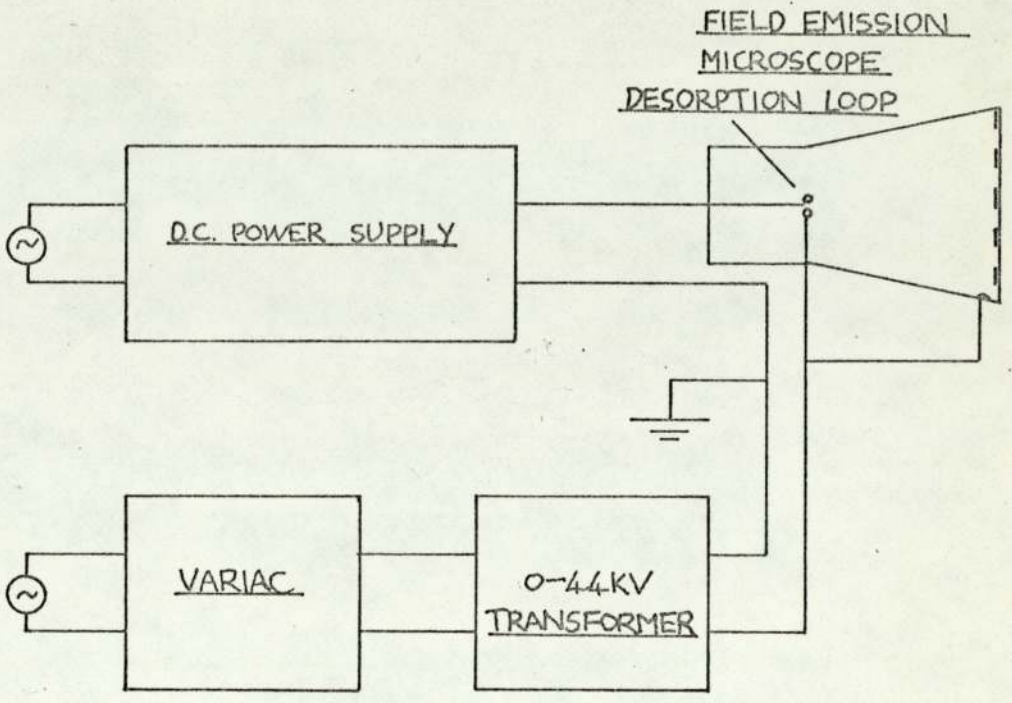 FIELD EMISSION
MICROSCOPE
DESORPTION LOOP
D.C. POWER SUPPLY
VARIAC
0-44KV
TRANSFORMER